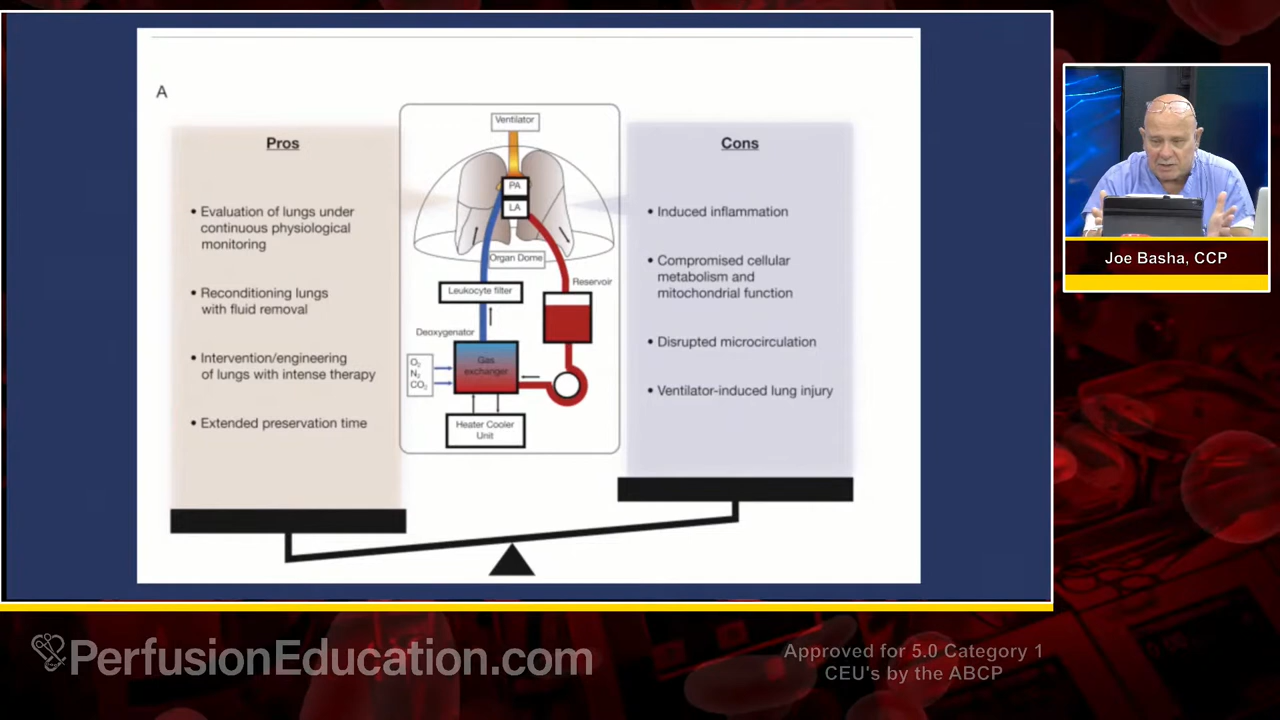 A
Pros
• Evaluation of lungs under
continuous physiological
monitoring
• Reconditioning lungs
with fluid removal
• Intervention/engineering
of lungs with intense therapy
• Extended preservation time
Ventilator
PA
LA
Organ Dome
Leukocyte filter
Reservoir
Deoxygenator
O2
N2
CO2
Gas
exchanger
Heater Cooler
Unit
Cons
• Induced inflammation
• Compromised cellular
metabolism and
mitochondrial function
• Disrupted microcirculation
• Ventilator-induced lung injury
Joe Basha, CCP
PerfusionEducation.com
Approved for 5.0 Category 1
CEU's by the ABCP